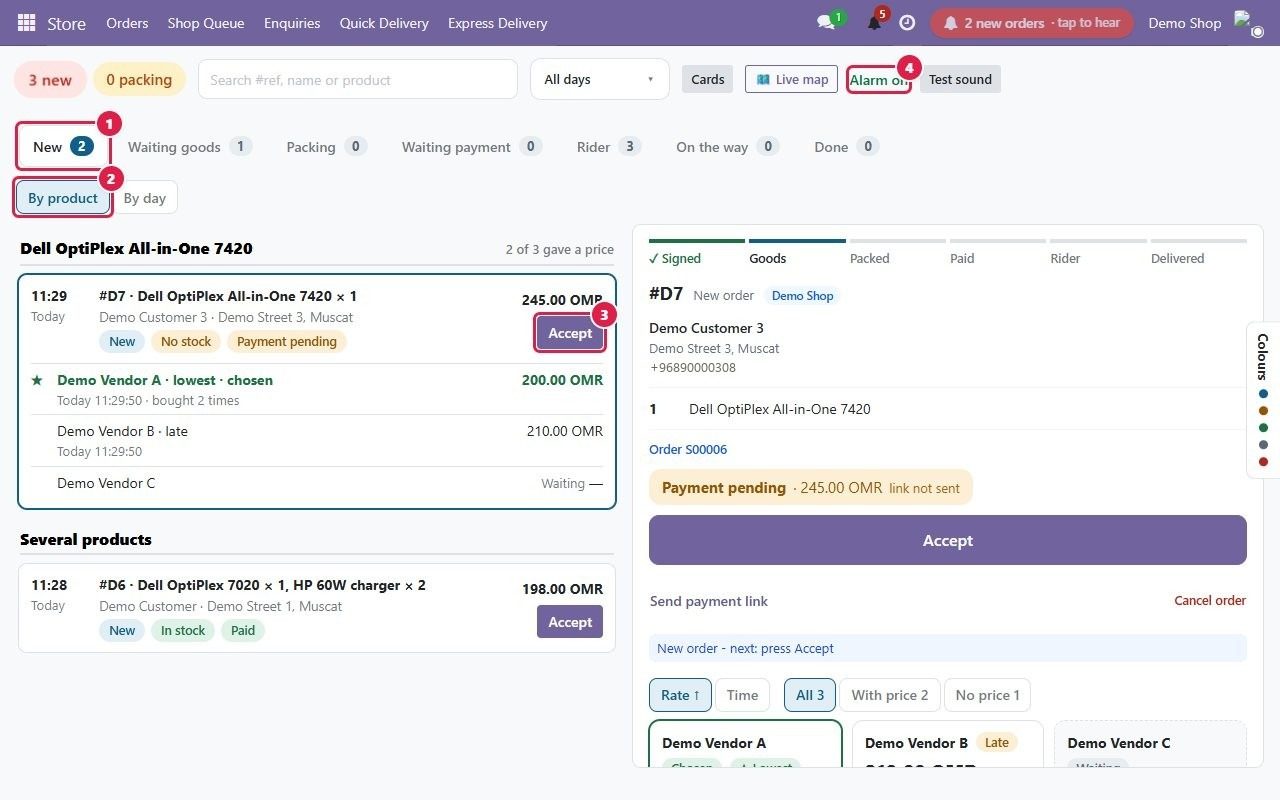 Store Orders Shop Queue Enquiries Quick Delivery Express Delivery 1 5 2 new orders · tap to hear Demo Shop
3 new 0 packing Search #ref, name or product All days Cards Live map Alarm on 4 Test sound
New 2 1 Waiting goods 1 Packing 0 Waiting payment 0 Rider 3 On the way 0 Done 0
By product 2 By day
Dell OptiPlex All-in-One 7420 2 of 3 gave a price
11:29 #D7 · Dell OptiPlex All-in-One 7420 × 1 245.00 OMR
Today Demo Customer 3 · Demo Street 3, Muscat
New No stock Payment pending Accept 3
★ Demo Vendor A · lowest · chosen 200.00 OMR
Today 11:29:50 · bought 2 times
Demo Vendor B · late 210.00 OMR
Today 11:29:50
Demo Vendor C Waiting —
Several products
11:28 #D6 · Dell OptiPlex 7020 × 1, HP 60W charger × 2 198.00 OMR
Today Demo Customer · Demo Street 1, Muscat
New In stock Paid Accept
✓ Signed Goods Packed Paid Rider Delivered
#D7 New order Demo Shop
Demo Customer 3
Demo Street 3, Muscat
+96890000308
1 Dell OptiPlex All-in-One 7420
Order S00006
Payment pending · 245.00 OMR link not sent
Accept
Send payment link Cancel order
New order - next: press Accept
Rate ↑ Time All 3 With price 2 No price 1
Demo Vendor A Demo Vendor B Late Demo Vendor C
Colours